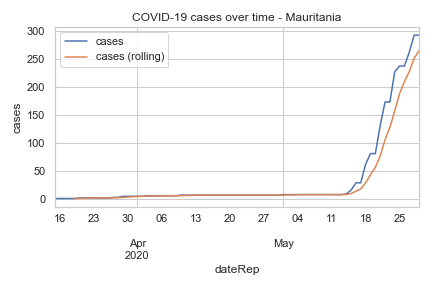 COVID-19 cases over time - Mauritania
cases
cases (rolling)
cases
300
250
200
150
100
50
0
16 23 30 06 13 20 27 04 11 18 25
Apr May
2020
dateRep